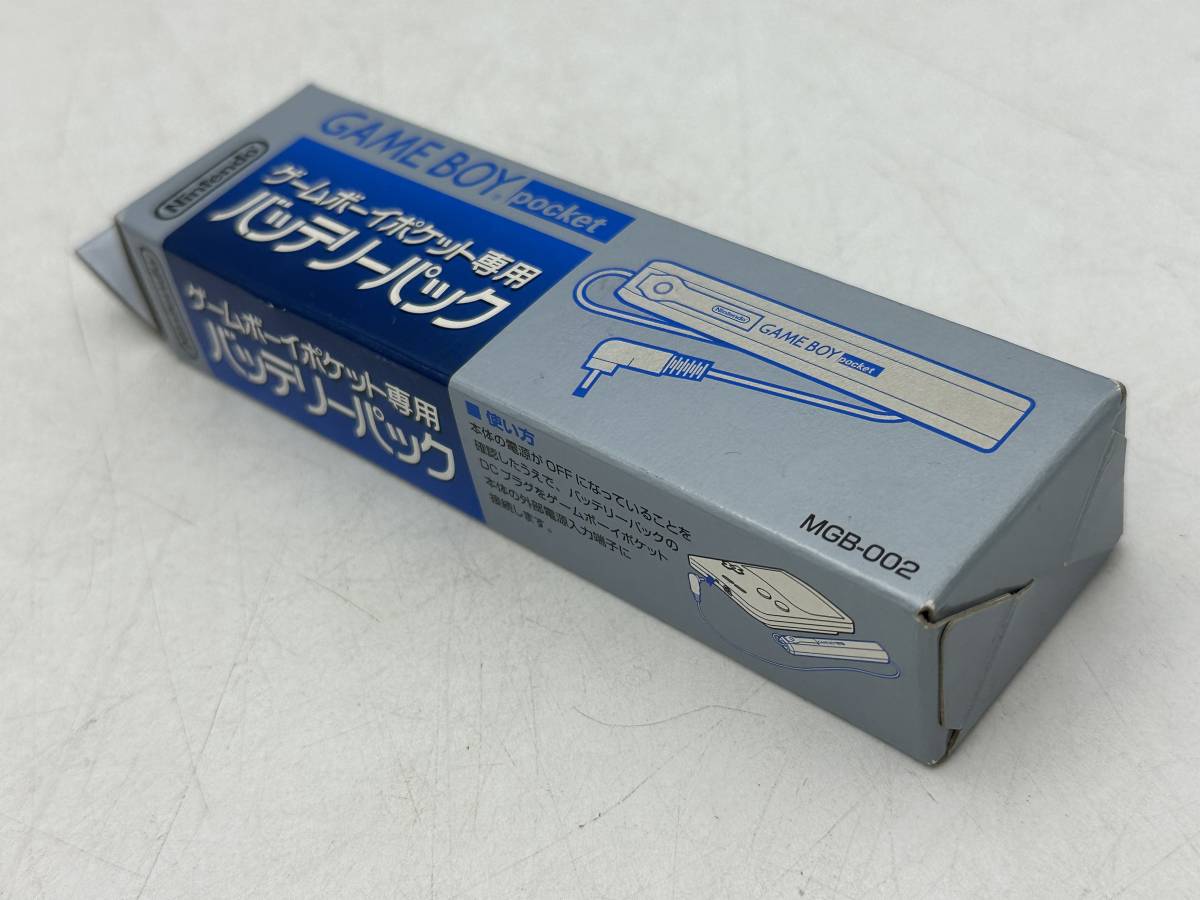 Nintendo
GAME BOY pocket
ゲームボーイポケット専用
バッテリーパック
Nintendo
GAME BOY pocket
MGB-002
Nintendo
ゲームボーイポケット専用
バッテリーパック
■ 使い方
本体の電源がOFFになっていることを
確認したうえで、バッテリーパックの
DCプラグをゲームボーイポケット
本体の外部電源入力端子に
接続します。